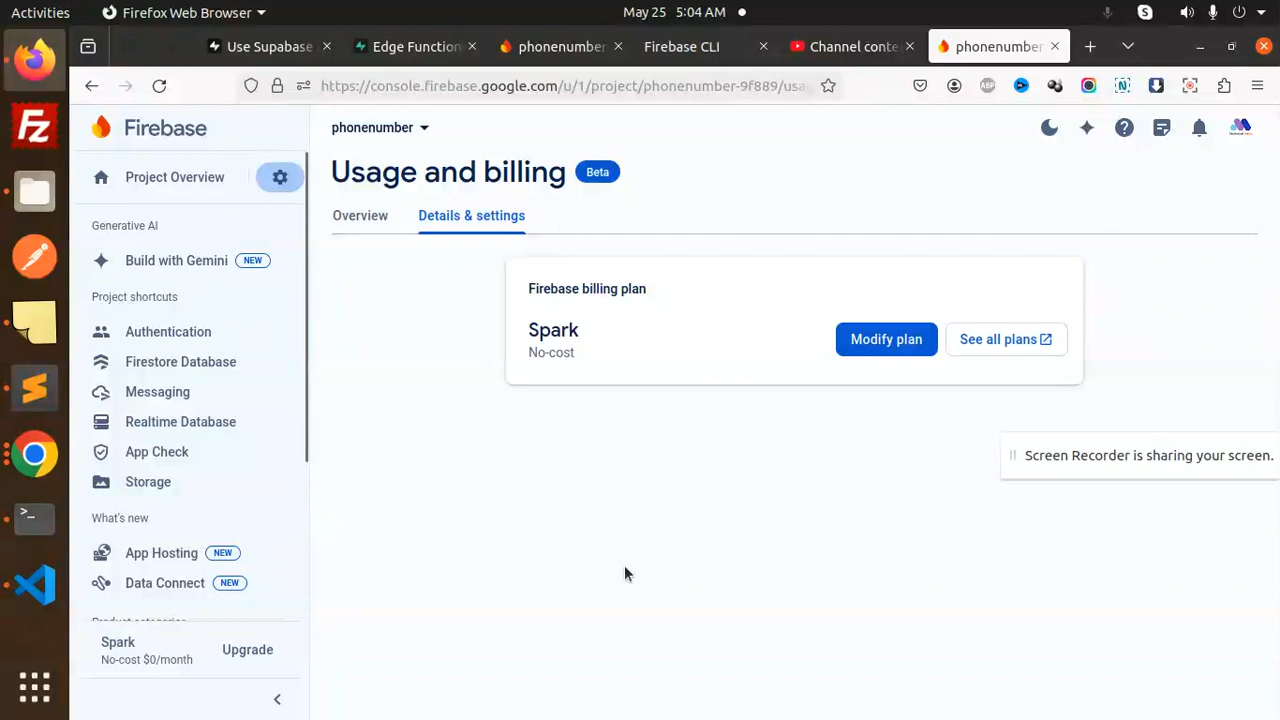 Activities
Firefox Web Browser
May 25 5:04 AM
Use Supabase
Edge Function
phonenumber
Firebase CLI
Channel conte
phonenumber
https://console.firebase.google.com/u/1/project/phonenumber-9f889/usa
Firebase
phonenumber
Usage and billing
Beta
Project Overview
Overview
Details & settings
Generative AI
Build with Gemini NEW
Project shortcuts
Authentication
Firestore Database
Messaging
Realtime Database
App Check
Storage
What's new
App Hosting NEW
Data Connect NEW
Product categories
Spark
No-cost $0/month
Upgrade
Firebase billing plan
Spark
No-cost
Modify plan
See all plans
Screen Recorder is sharing your screen.